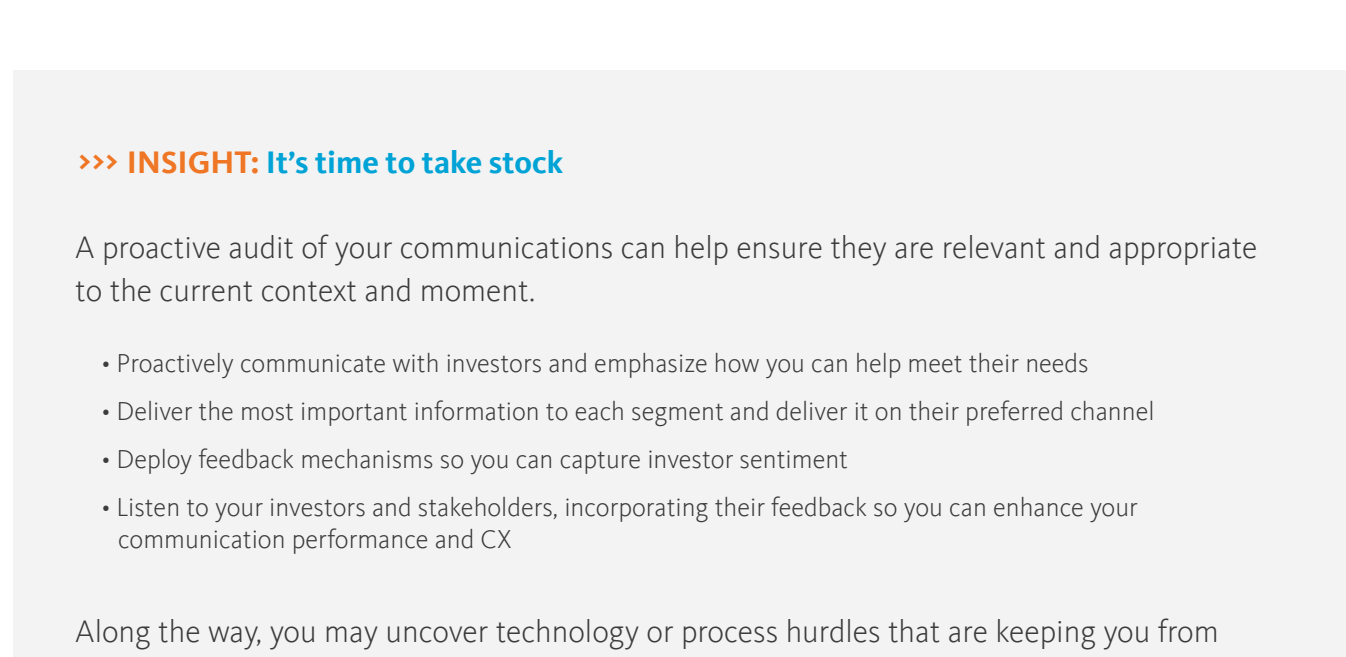 >>> INSIGHT: It’s time to take stock
A proactive audit of your communications can help ensure they are relevant and appropriate
to the current context and moment.
• Proactively communicate with investors and emphasize how you can help meet their needs
• Deliver the most important information to each segment and deliver it on their preferred channel
• Deploy feedback mechanisms so you can capture investor sentiment
• Listen to your investors and stakeholders, incorporating their feedback so you can enhance your
communication performance and CX
Along the way, you may uncover technology or process hurdles that are keeping you from